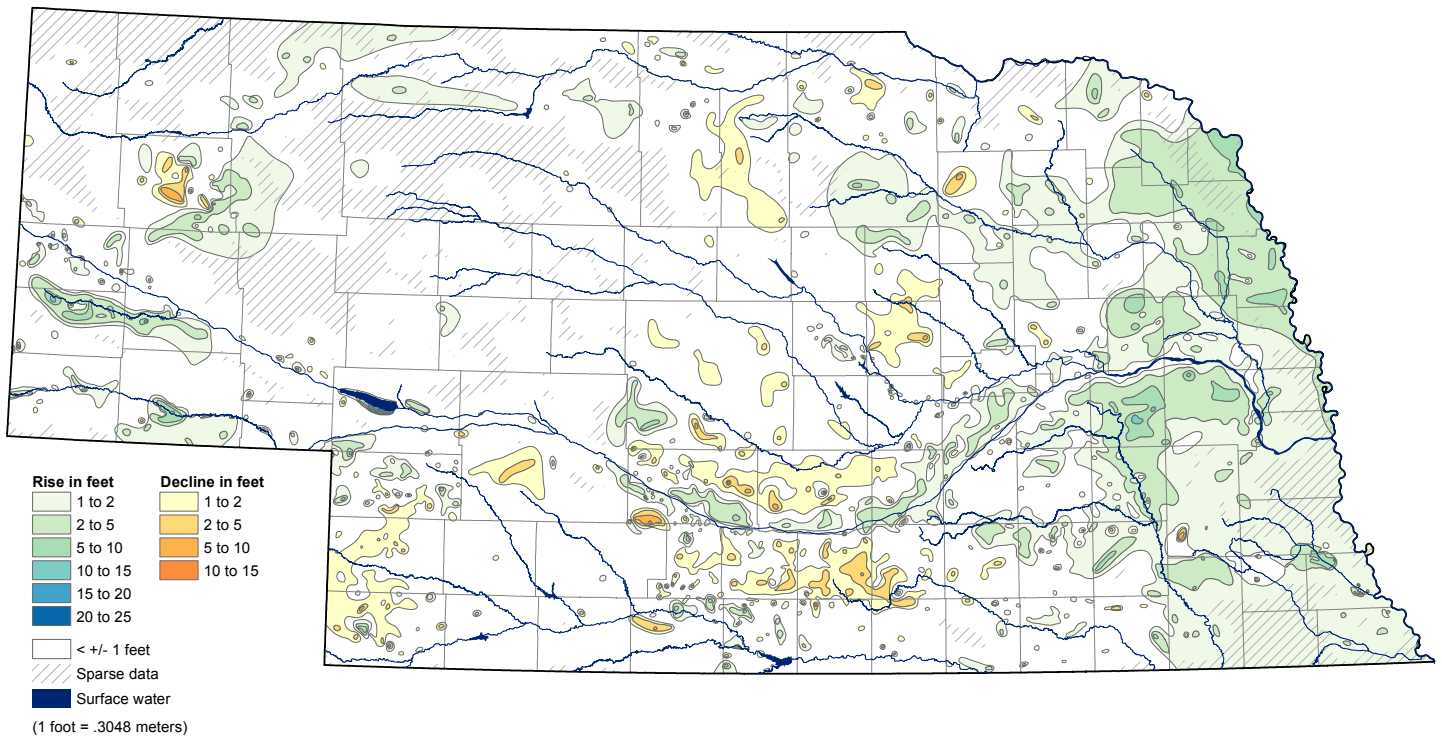 Rise in feet
1 to 2
2 to 5
5 to 10
10 to 15
15 to 20
20 to 25
Decline in feet
1 to 2
2 to 5
5 to 10
10 to 15
< +/- 1 feet
Sparse data
Surface water
(1 foot = .3048 meters)